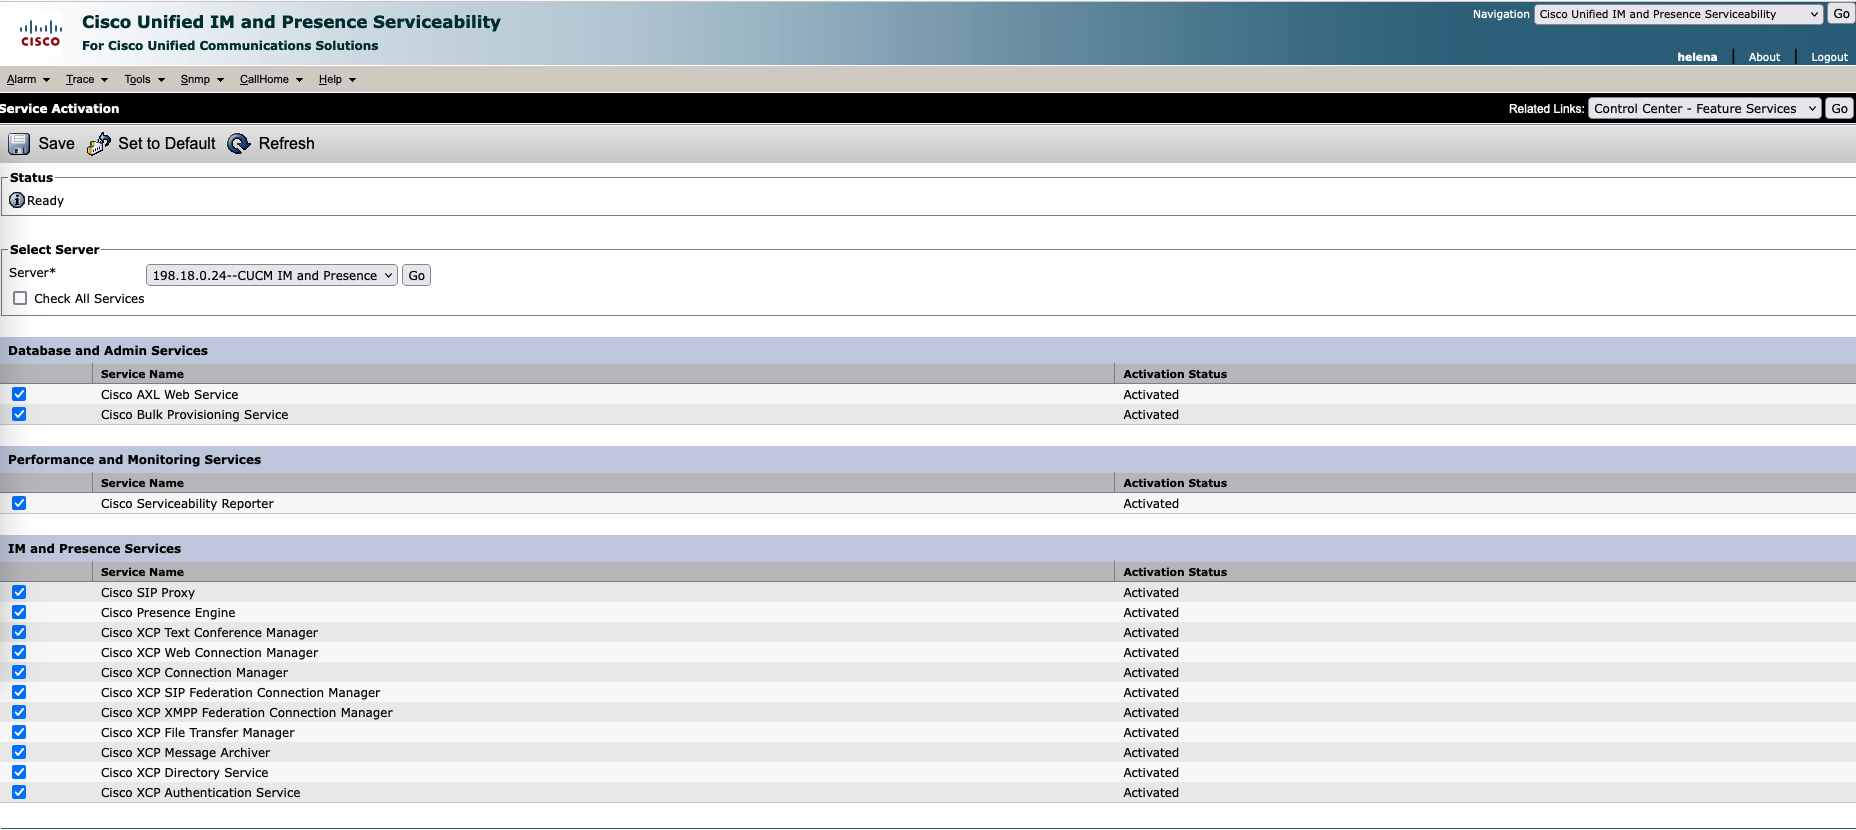 Cisco Unified IM and Presence Serviceability
For Cisco Unified Communications Solutions
CISCO
Navigation Cisco Unified IM and Presence Serviceability Go
helena About Logout
Alarm Trace Tools Snmp CallHome Help
Service Activation
Related Links: Control Center - Feature Services Go
Save Set to Default Refresh
Status
Ready
Select Server
Server* 198.18.0.24--CUCM IM and Presence Go
Check All Services
Database and Admin Services
Service Name Activation Status
Cisco AXL Web Service Activated
Cisco Bulk Provisioning Service Activated
Performance and Monitoring Services
Service Name Activation Status
Cisco Serviceability Reporter Activated
IM and Presence Services
Service Name Activation Status
Cisco SIP Proxy Activated
Cisco Presence Engine Activated
Cisco XCP Text Conference Manager Activated
Cisco XCP Web Connection Manager Activated
Cisco XCP Connection Manager Activated
Cisco XCP SIP Federation Connection Manager Activated
Cisco XCP XMPP Federation Connection Manager Activated
Cisco XCP File Transfer Manager Activated
Cisco XCP Message Archiver Activated
Cisco XCP Directory Service Activated
Cisco XCP Authentication Service Activated